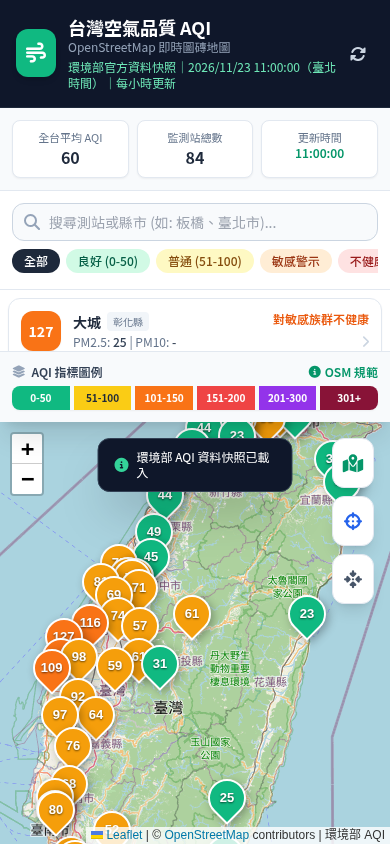 台灣空氣品質 AQI
OpenStreetMap 即時圖磚地圖
環境部官方資料快照｜2026/11/23 11:00:00（臺北
時間）｜每小時更新
全台平均 AQI
60
監測站總數
84
更新時間
11:00:00
搜尋測站或縣市 (如: 板橋、臺北市)...
全部
良好 (0-50)
普通 (51-100)
敏感警示
不健康
127
大城
彰化縣
對敏感族群不健康
PM2.5: 25 | PM10: -
AQI 指標圖例
OSM 規範
0-50
51-100
101-150
151-200
201-300
301+
+
−
環境部 AQI 資料快照已載
入
44
23
新竹縣
宜蘭縣
44
49
45
71
69
太魯閣國
家公園
74
116
57
61
23
127
98
59
31
109
丹大野生
動物重要
棲息環境
花蓮縣
92
臺灣
97
64
76
玉山國家
公園
80
25
Leaflet | © OpenStreetMap contributors | 環境部 AQI